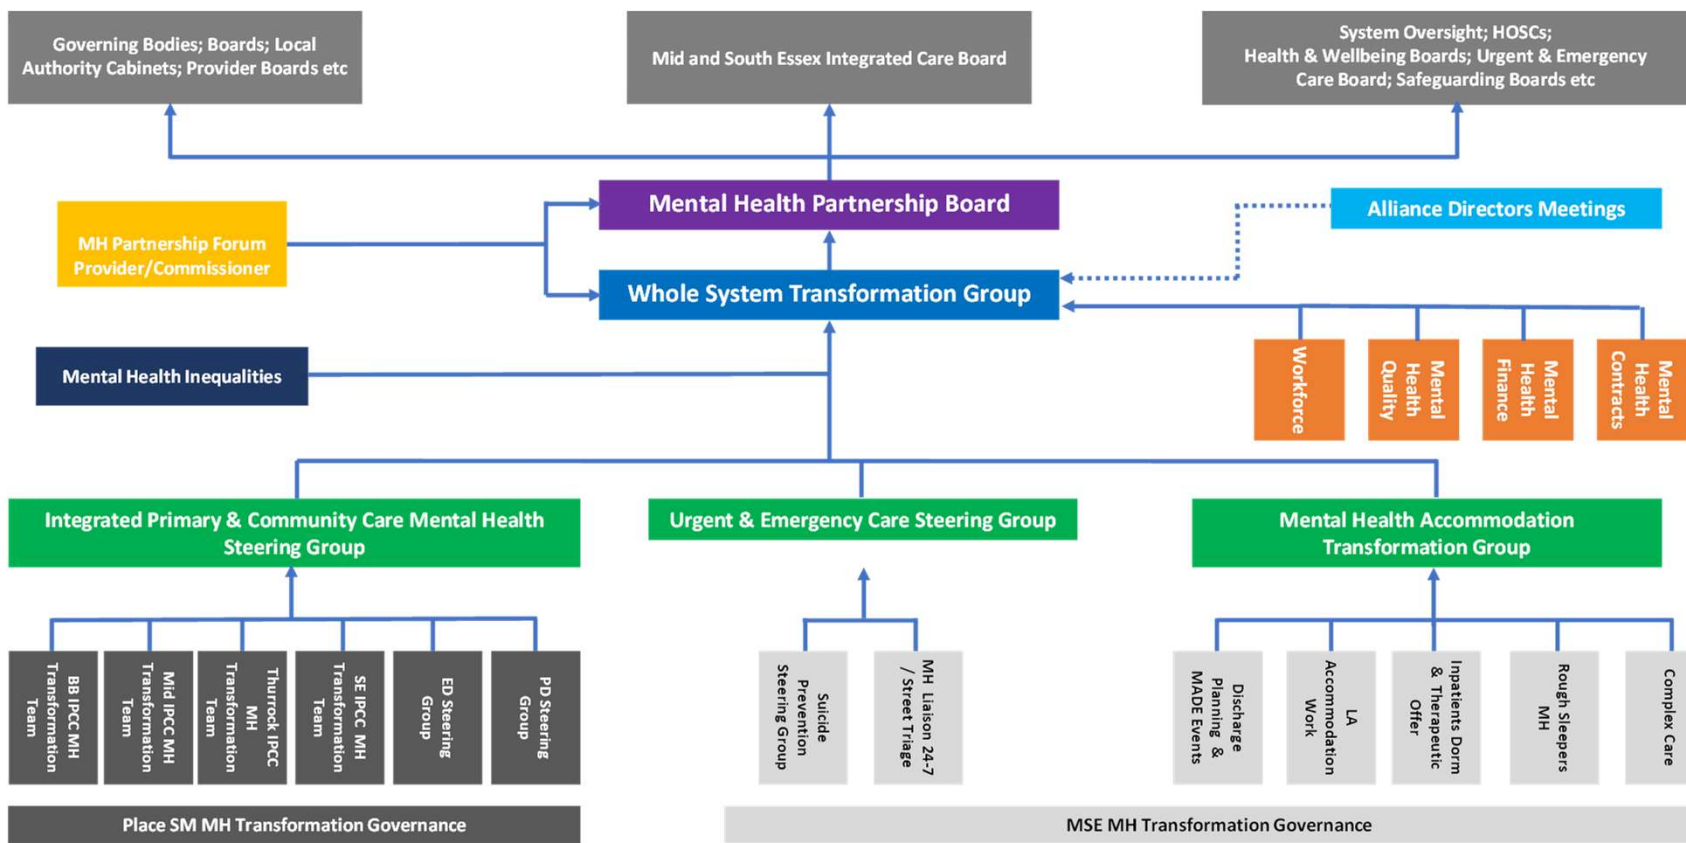 Governing Bodies; Boards; Local
Authority Cabinets; Provider Boards etc
Mid and South Essex Integrated Care Board
System Oversight; HOSCs;
Health & Wellbeing Boards; Urgent & Emergency
Care Board; Safeguarding Boards etc
Mental Health Partnership Board
Alliance Directors Meetings
MH Partnership Forum
Provider/Commissioner
Whole System Transformation Group
Mental Health Inequalities
Workforce
Mental
Health
Quality
Mental
Health
Finance
Mental
Health
Contracts
Integrated Primary & Community Care Mental Health
Steering Group
Urgent & Emergency Care Steering Group
Mental Health Accommodation
Transformation Group
BB IPCC MH
Transformation
Team
Mid IPCC MH
Transformation
Team
Thurrock IPCC
MH
Transformation
Team
SE IPCC MH
Transformation
Team
ED Steering
Group
PD Steering
Group
Suicide
Prevention
Steering Group
MH Liaison 24-7
/ Street Triage
Discharge
Planning &
MADE Events
LA
Accommodation
Work
Inpatients Dorm
& Therapeutic
Offer
Rough Sleepers
MH
Complex Care
Place SM MH Transformation Governance
MSE MH Transformation Governance